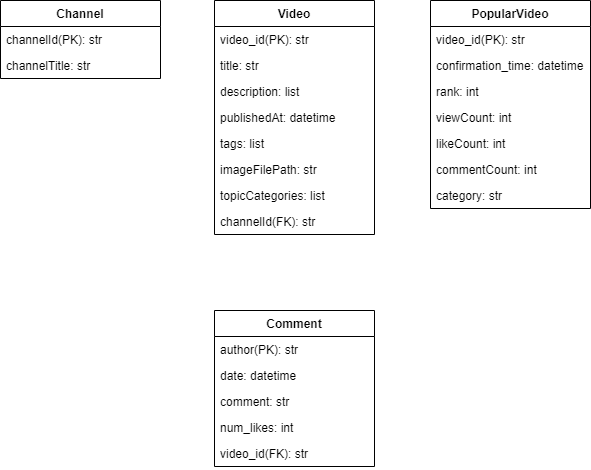 Channel
channelId(PK): str
channelTitle: str
Video
video_id(PK): str
title: str
description: list
publishedAt: datetime
tags: list
imageFilePath: str
topicCategories: list
channelId(FK): str
PopularVideo
video_id(PK): str
confirmation_time: datetime
rank: int
viewCount: int
likeCount: int
commentCount: int
category: str
Comment
author(PK): str
date: datetime
comment: str
num_likes: int
video_id(FK): str